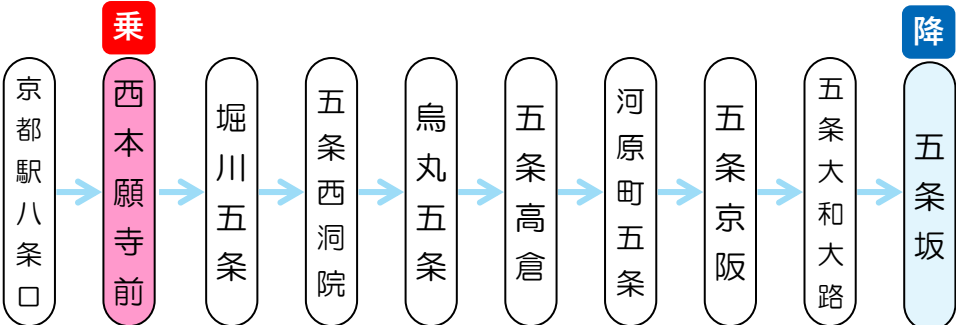 乗
降
京都駅八条口
西本願寺前
堀川五条
五条西洞院
烏丸五条
五条高倉
河原町五条
五条京阪
五条大和大路
五条坂